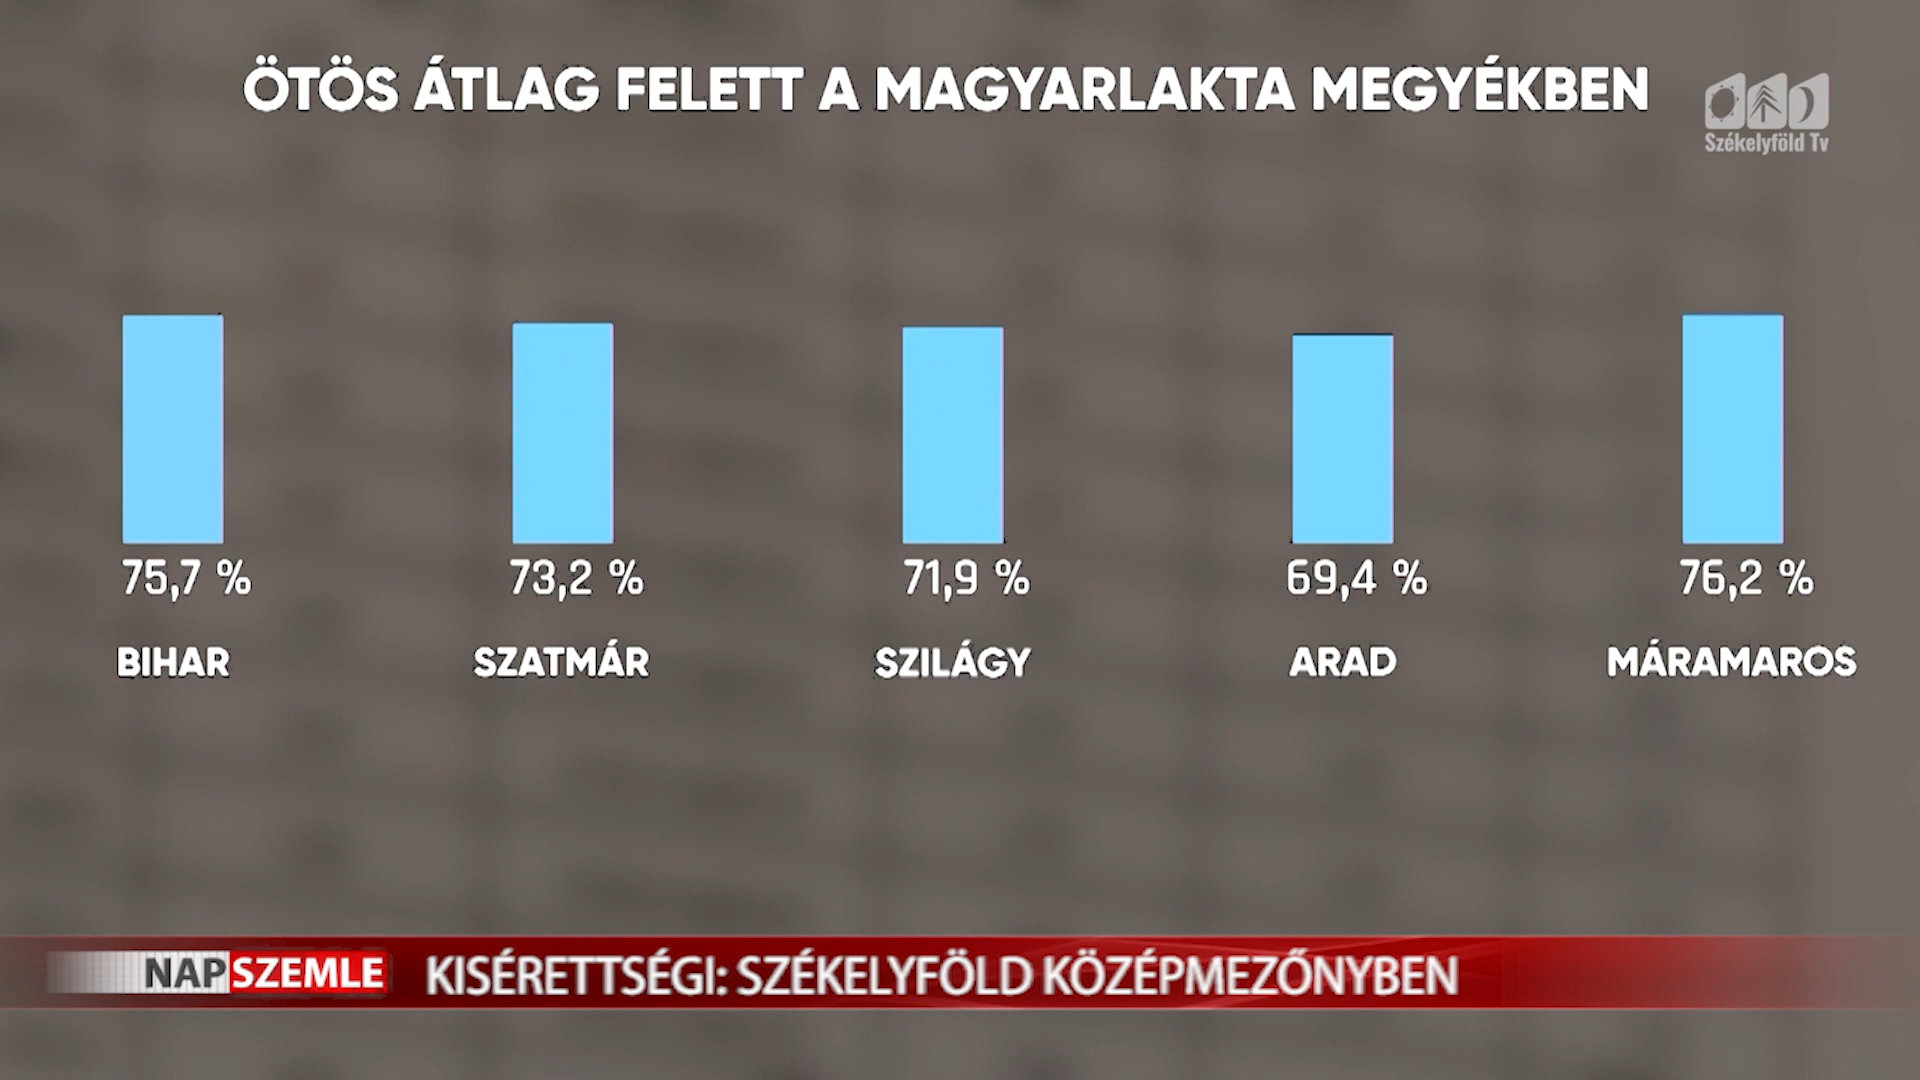 ÖTÖS ÁTLAG FELETT A MAGYARLAKTA MEGYÉKBEN
Székelyföld Tv
75,7 % 73,2 % 71,9 % 69,4 % 76,2 %
BIHAR SZATMÁR SZILÁGY ARAD MÁRAMAROS
NAPSZEMLE KISÉRETTSÉGI: SZÉKELYFÖLD KÖZÉPMEZŐNYBEN